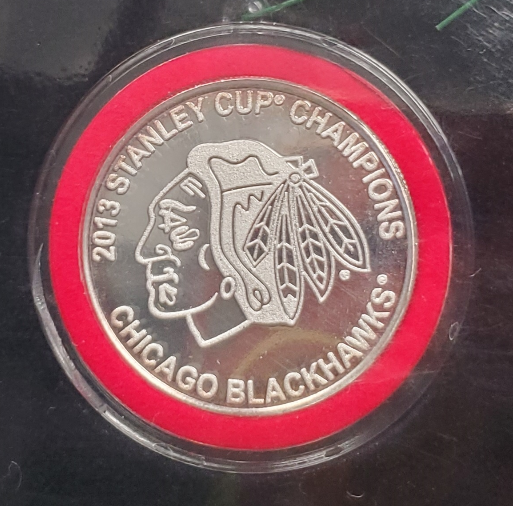 2013 STANLEY CUP® CHAMPIONS
CHICAGO BLACKHAWKS®
®